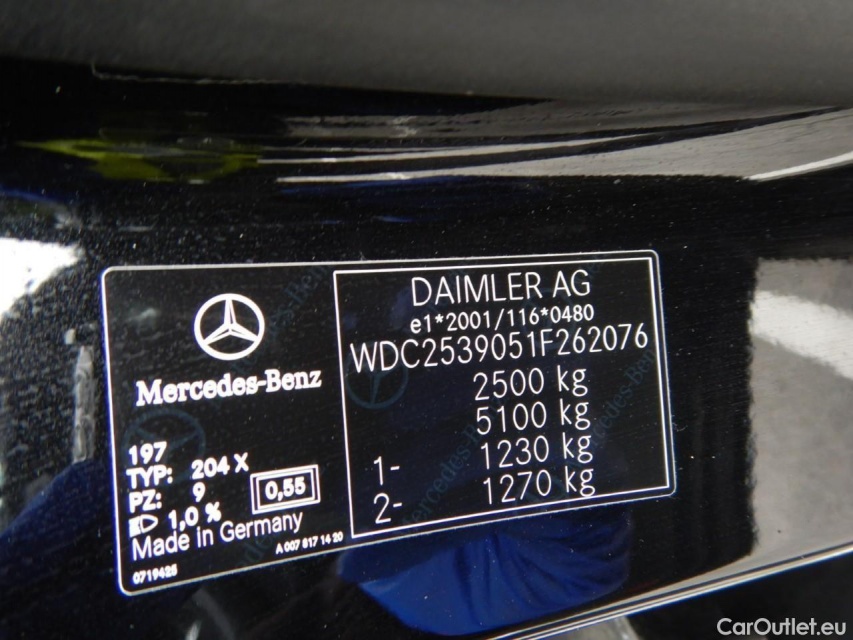 Mercedes-Benz
197
TYP: 204 X
PZ: 9
0,55
1,0 %
Made in Germany
A 007 817 14 20
0719425
DAIMLER AG
e1*2001/116*0480
WDC2539051F262076
2500 kg
5100 kg
1- 1230 kg
2- 1270 kg
CarOutlet.eu